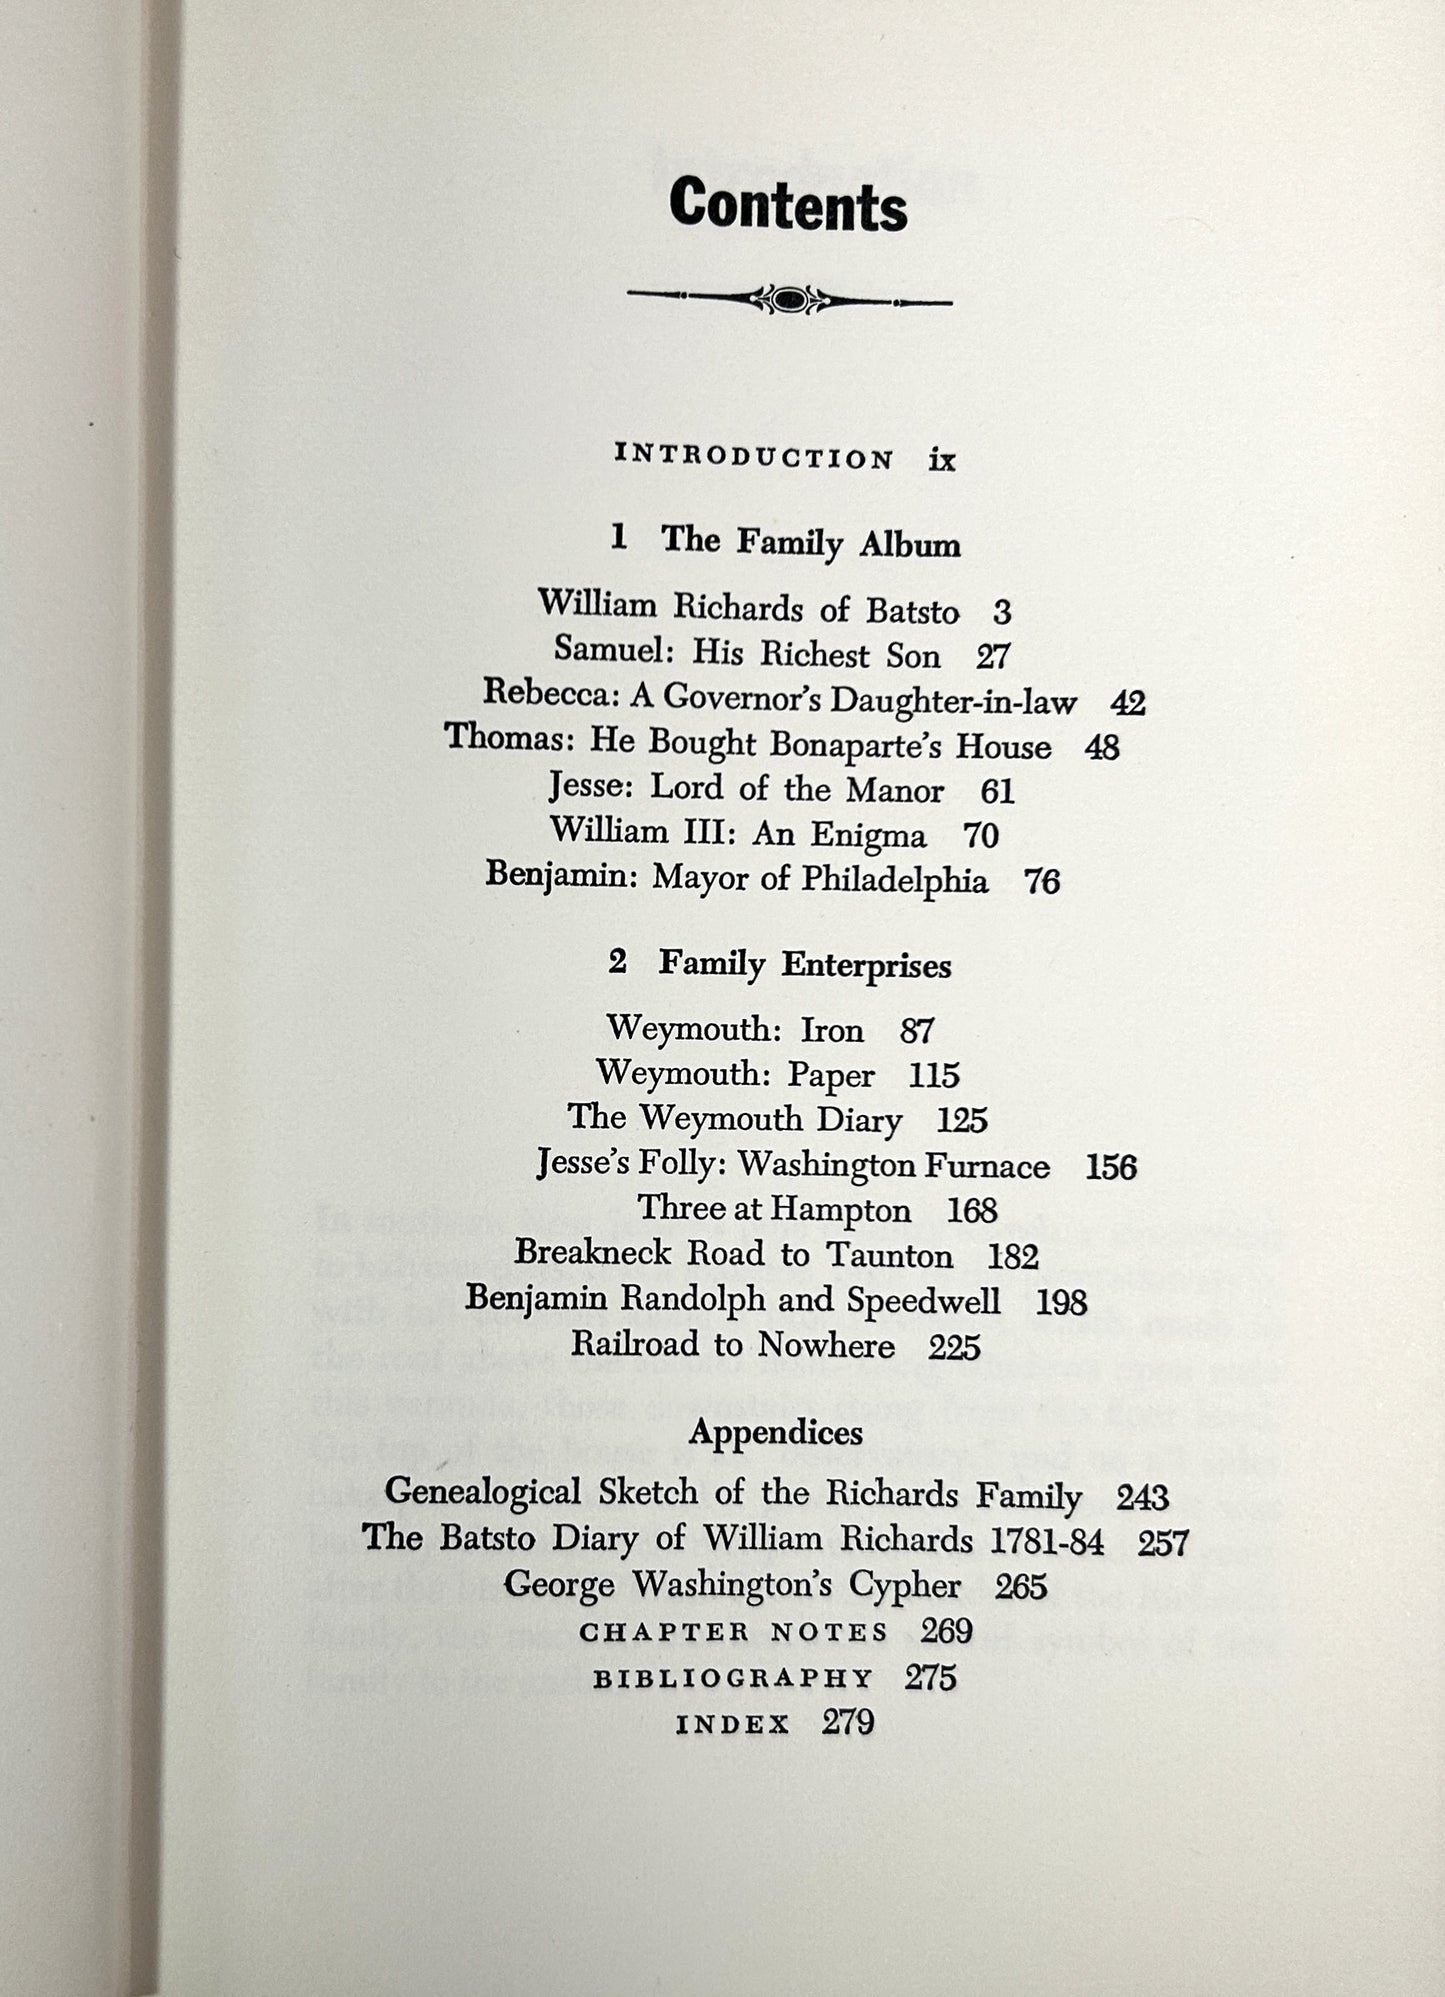 Contents
INTRODUCTION ix
1 The Family Album
William Richards of Batsto 3
Samuel: His Richest Son 27
Rebecca: A Governor's Daughter-in-law 42
Thomas: He Bought Bonaparte's House 48
Jesse: Lord of the Manor 61
William III: An Enigma 70
Benjamin: Mayor of Philadelphia 76
2 Family Enterprises
Weymouth: Iron 87
Weymouth: Paper 115
The Weymouth Diary 125
Jesse's Folly: Washington Furnace 156
Three at Hampton 168
Breakneck Road to Taunton 182
Benjamin Randolph and Speedwell 198
Railroad to Nowhere 225
Appendices
Genealogical Sketch of the Richards Family 243
The Batsto Diary of William Richards 1781-84 257
George Washington's Cypher 265
CHAPTER NOTES 269
BIBLIOGRAPHY 275
INDEX 279